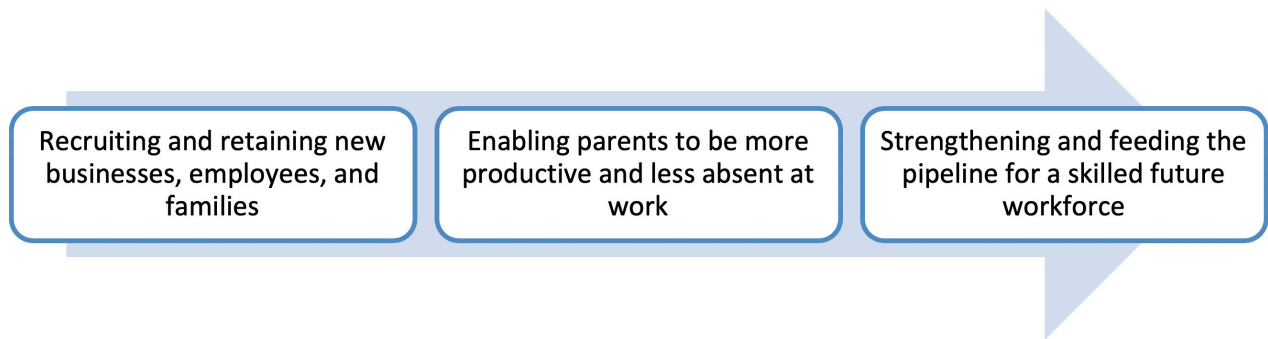 Recruiting and retaining new
businesses, employees, and
families
Enabling parents to be more
productive and less absent at
work
Strengthening and feeding the
pipeline for a skilled future
workforce